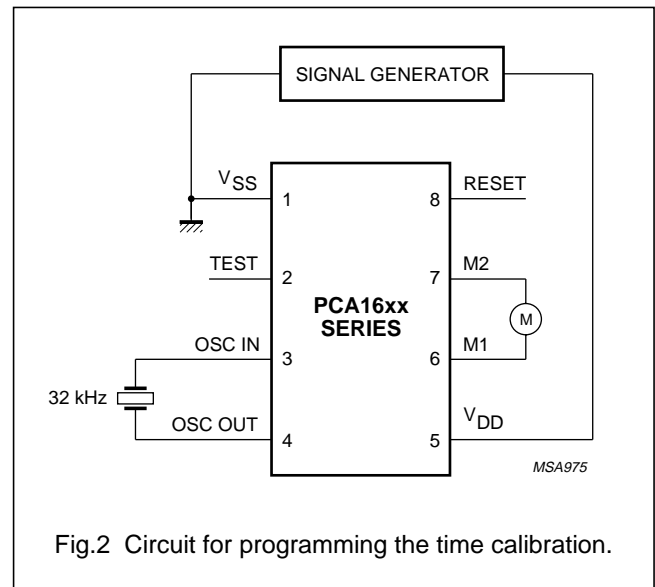 SIGNAL GENERATOR
VSS
1
8
RESET
TEST
2
7
M2
PCA16xx
SERIES
M
OSC IN
3
6
M1
32 kHz
OSC OUT
4
5
VDD
MSA975
Fig.2 Circuit for programming the time calibration.